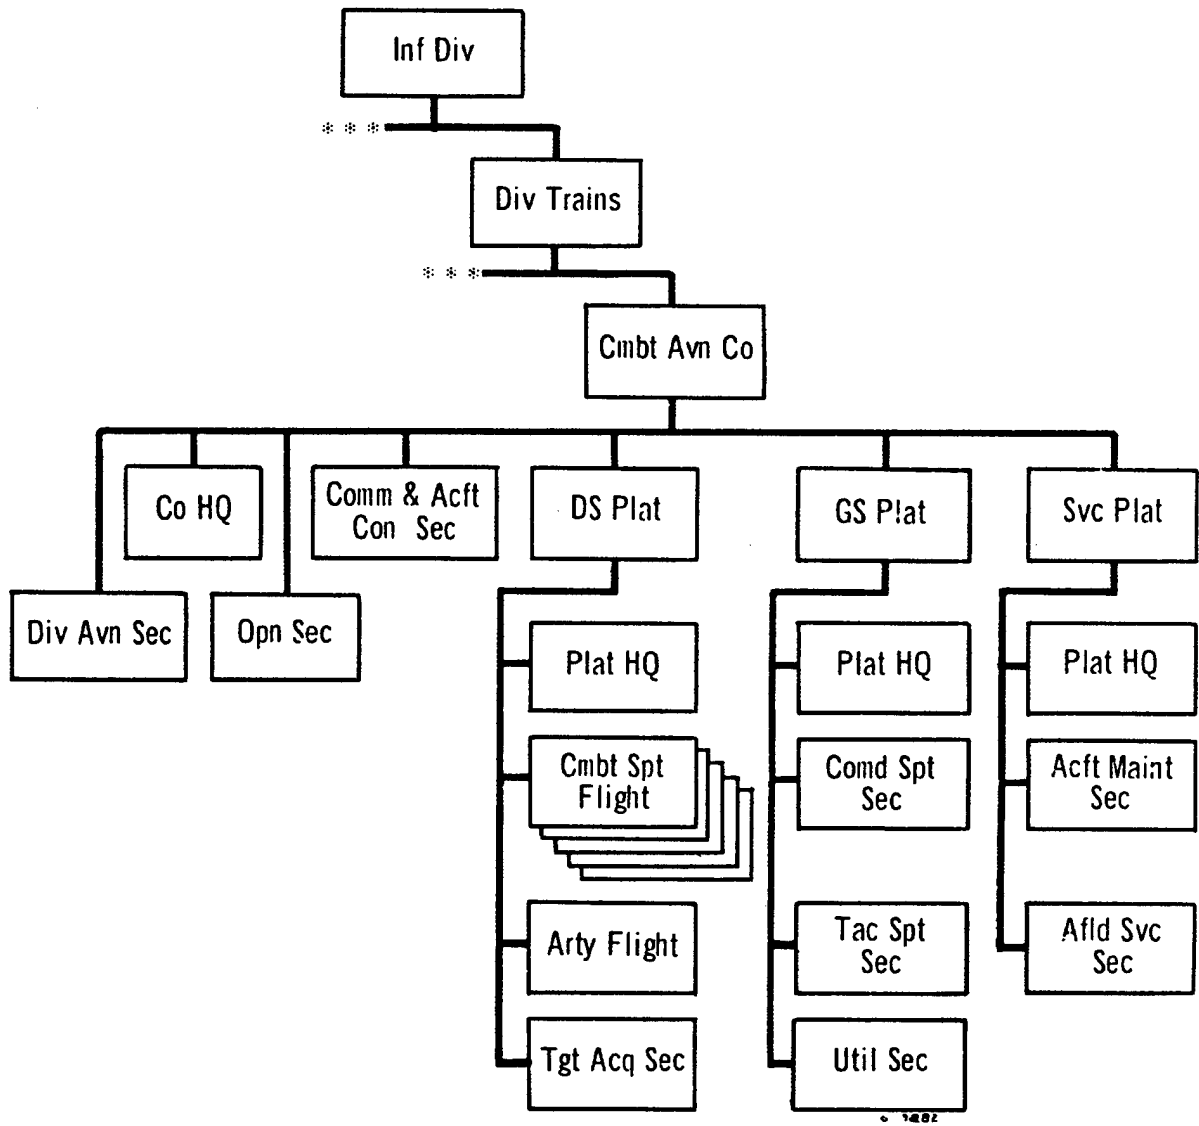 Inf Div
* * *
Div Trains
* * *
Cmbt Avn Co
Co HQ
Comm & Acft
Con Sec
DS Plat
GS Plat
Svc Plat
Div Avn Sec
Opn Sec
Plat HQ
Plat HQ
Plat HQ
Cmbt Spt
Flight
Comd Spt
Sec
Acft Maint
Sec
Arty Flight
Tac Spt
Sec
Afld Svc
Sec
Tgt Acq Sec
Util Sec